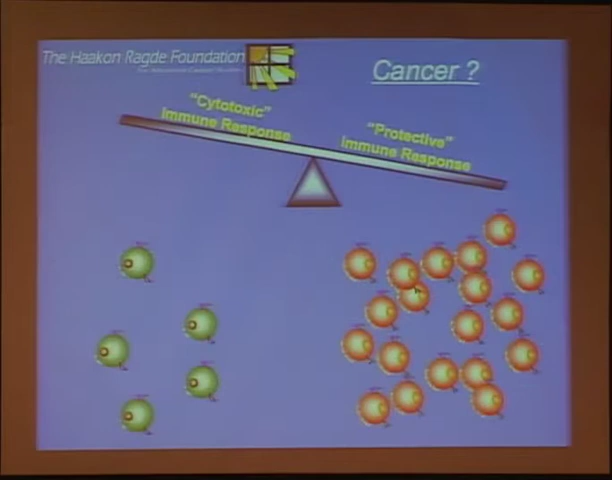 The Haakon Ragde Foundation
Cancer ?
"Cytotoxic"
Immune Response
"Protective"
Immune Response